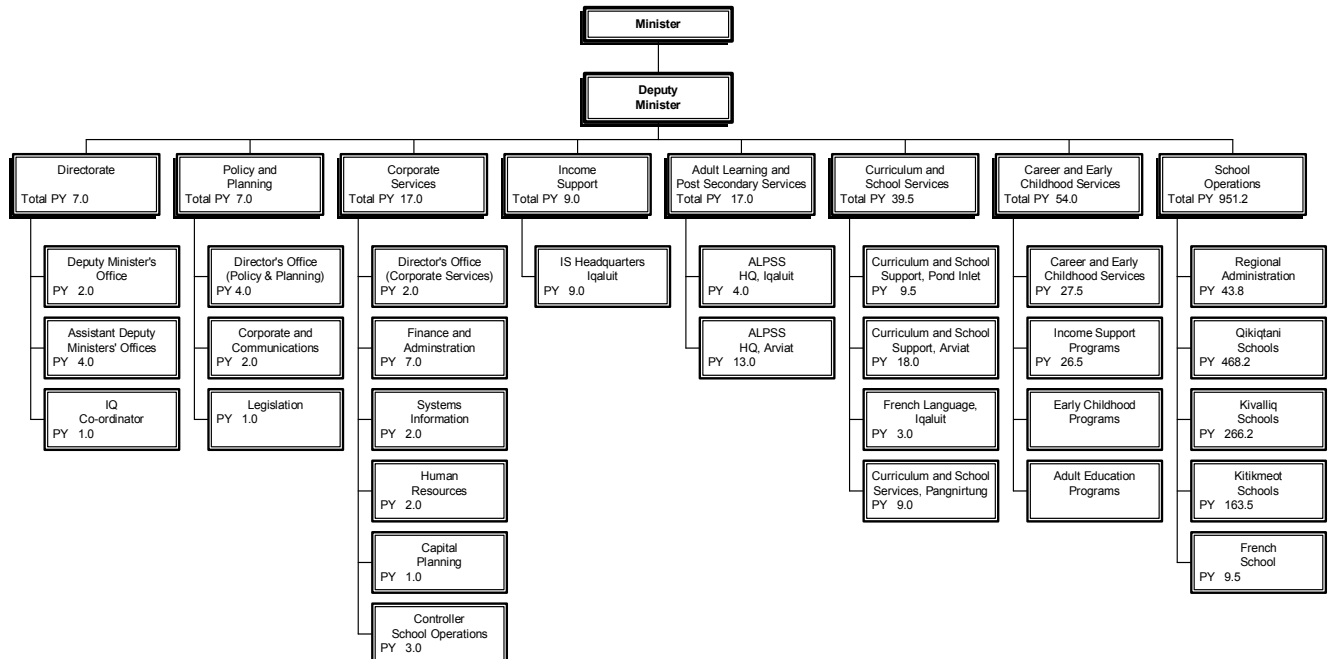 Minister
Deputy
Minister
Directorate
Total PY 7.0
Policy and
Planning
Total PY 7.0
Corporate
Services
Total PY 17.0
Income
Support
Total PY 9.0
Adult Learning and
Post Secondary Services
Total PY 17.0
Curriculum and
School Services
Total PY 39.5
Career and Early
Childhood Services
Total PY 54.0
School
Operations
Total PY 951.2
Deputy Minister's
Office
PY 2.0
Assistant Deputy
Ministers' Offices
PY 4.0
IQ
Co-ordinator
PY 1.0
Director's Office
(Policy & Planning)
PY 4.0
Corporate and
Communications
PY 2.0
Legislation
PY 1.0
Director's Office
(Corporate Services)
PY 2.0
Finance and
Adminstration
PY 7.0
Systems
Information
PY 2.0
Human
Resources
PY 2.0
Capital
Planning
PY 1.0
Controller
School Operations
PY 3.0
IS Headquarters
Iqaluit
PY 9.0
ALPSS
HQ, Iqaluit
PY 4.0
ALPSS
HQ, Arviat
PY 13.0
Curriculum and School
Support, Pond Inlet
PY 9.5
Curriculum and School
Support, Arviat
PY 18.0
French Language,
Iqaluit
PY 3.0
Curriculum and School
Services, Pangnirtung
PY 9.0
Career and Early
Childhood Services
PY 27.5
Income Support
Programs
PY 26.5
Early Childhood
Programs
Adult Education
Programs
Regional
Administration
PY 43.8
Qikiqtani
Schools
PY 468.2
Kivalliq
Schools
PY 266.2
Kitikmeot
Schools
PY 163.5
French
School
PY 9.5